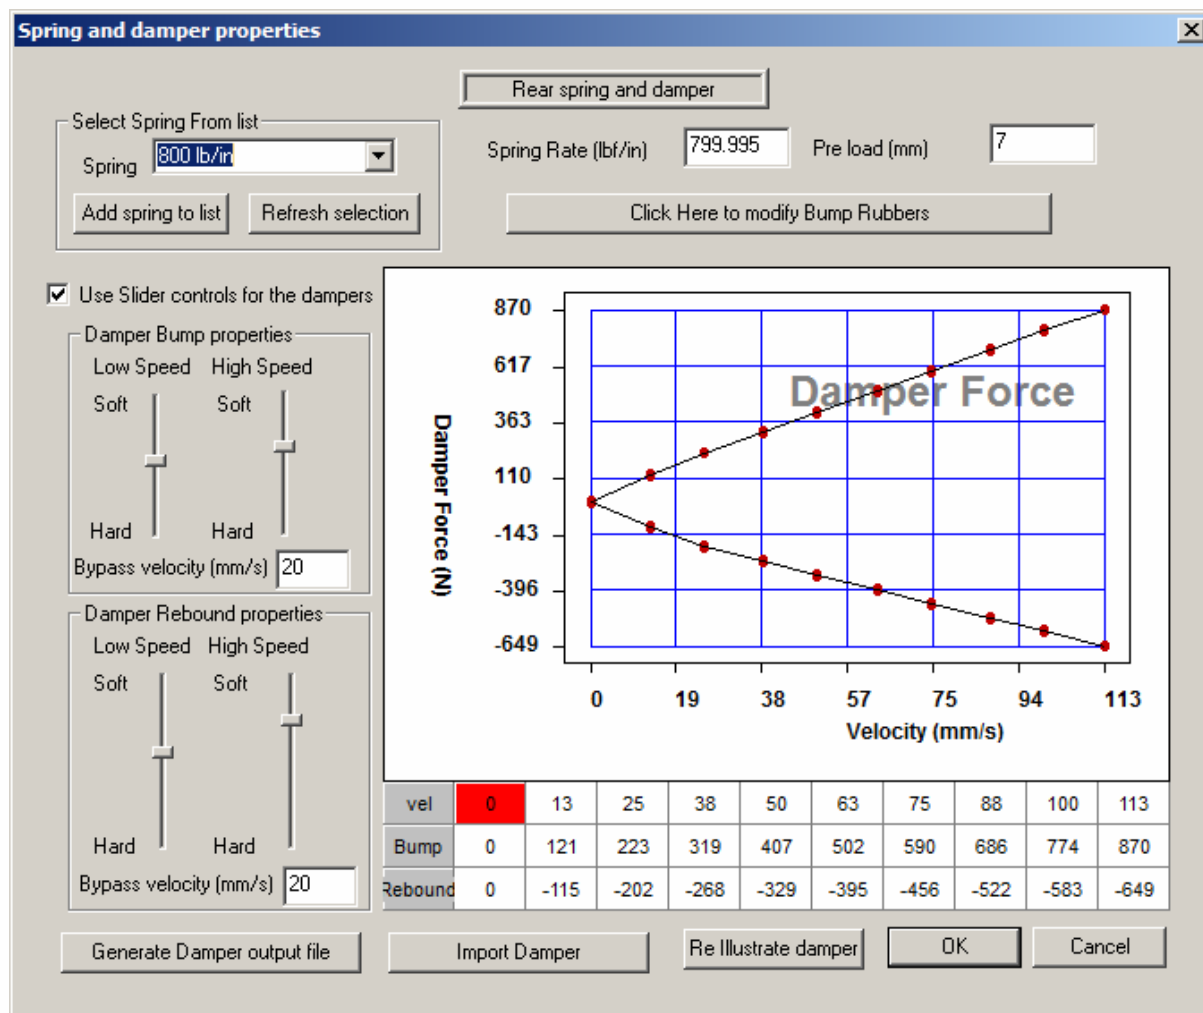 Spring and damper properties
Rear spring and damper
Select Spring From list
Spring 800 lb/in
Spring Rate (lbf/in) 799.995 Pre load (mm) 7
Add spring to list Refresh selection
Click Here to modify Bump Rubbers
Use Slider controls for the dampers
Damper Bump properties
Low Speed High Speed
Soft Soft
Hard Hard
Bypass velocity (mm/s) 20
Damper Rebound properties
Low Speed High Speed
Soft Soft
Hard Hard
Bypass velocity (mm/s) 20
Damper Force
Damper Force (N)
870
617
363
110
-143
-396
-649
0 19 38 57 75 94 113
Velocity (mm/s)
vel 0 13 25 38 50 63 75 88 100 113
Bump 0 121 223 319 407 502 590 686 774 870
Rebound 0 -115 -202 -268 -329 -395 -456 -522 -583 -649
Generate Damper output file Import Damper Re Illustrate damper OK Cancel